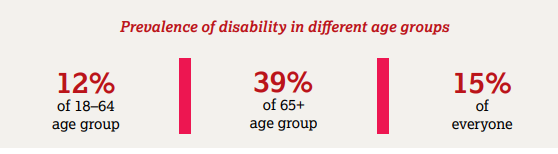 Prevalence of disability in different age groups
12%
of 18–64
age group
39%
of 65+
age group
15%
of
everyone